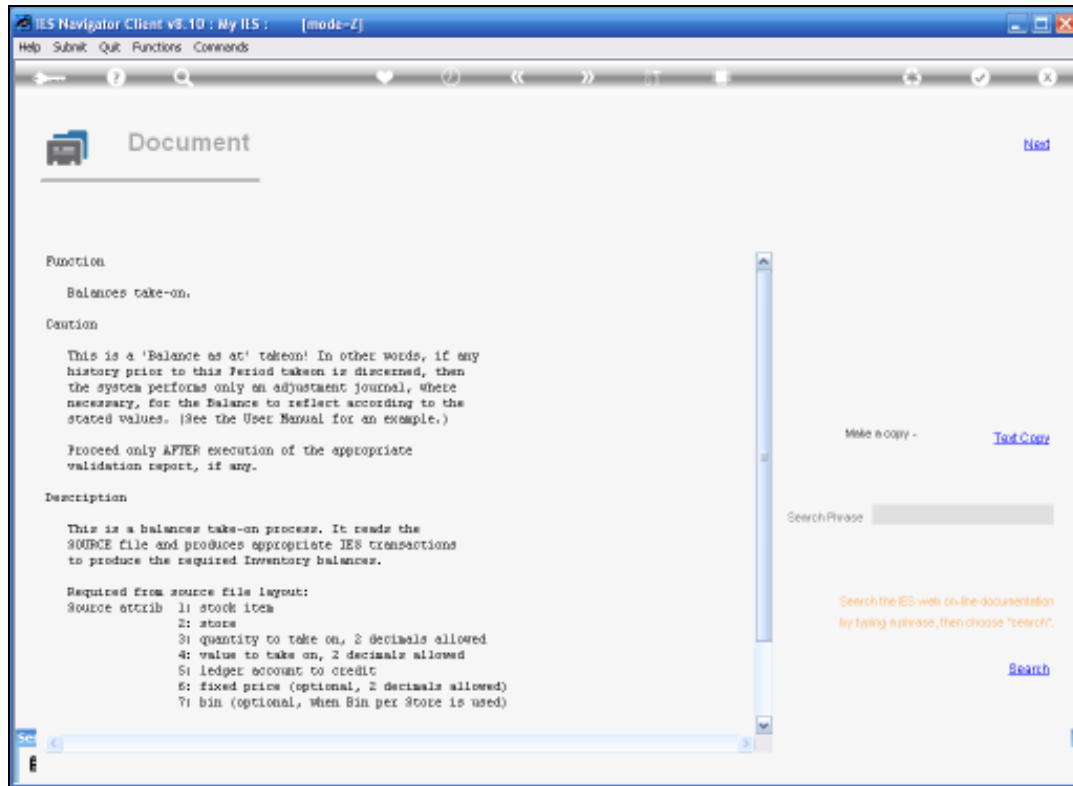 IES Navigator Client v8.10 : My IES : [mode=Z]
Help Submit Quit Functions Commands
Document
Next
Function
Balances take-on.
Caution
This is a 'Balance as at' takeon! In other words, if any
history prior to this Period takeon is discerned, then
the system performs only an adjustment journal, where
necessary, for the Balance to reflect according to the
stated values. (See the User Manual for an example.)
Proceed only AFTER execution of the appropriate
validation report, if any.
Description
This is a balances take-on process. It reads the
SOURCE file and produces appropriate IES transactions
to produce the required Inventory balances.
Required from source file layout:
Source attrib 1: stock item
2: store
3: quantity to take on, 2 decimals allowed
4: value to take on, 2 decimals allowed
5: ledger account to credit
6: fixed price (optional, 2 decimals allowed)
7: bin (optional, when Bin per Store is used)
Make a copy -
Text Copy
Search Phrase
Search the IES web on-line documentation
by typing a phrase, then choose "search".
Search
Ses